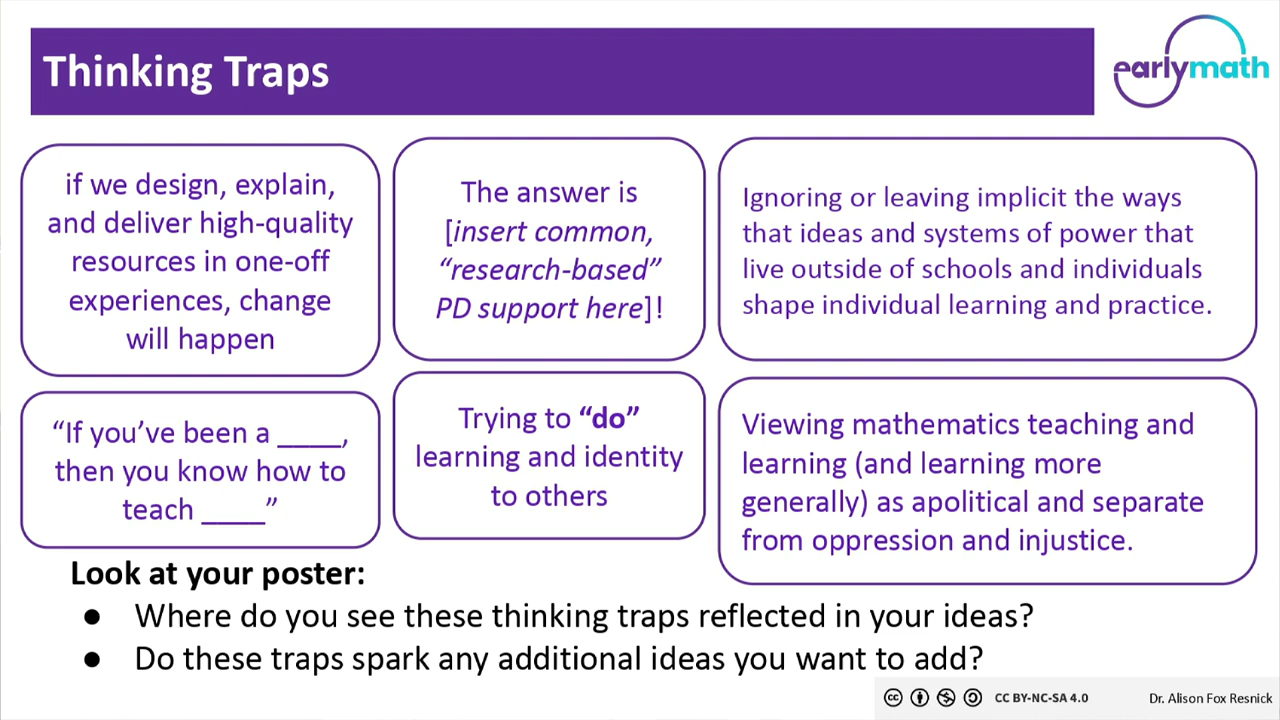 Thinking Traps
earlymath
if we design, explain,
and deliver high-quality
resources in one-off
experiences, change
will happen
The answer is
[insert common,
“research-based”
PD support here]!
Ignoring or leaving implicit the ways
that ideas and systems of power that
live outside of schools and individuals
shape individual learning and practice.
“If you’ve been a ____,
then you know how to
teach ____”
Trying to “do”
learning and identity
to others
Viewing mathematics teaching and
learning (and learning more
generally) as apolitical and separate
from oppression and injustice.
Look at your poster:
● Where do you see these thinking traps reflected in your ideas?
● Do these traps spark any additional ideas you want to add?
CC BY-NC-SA 4.0
Dr. Alison Fox Resnick